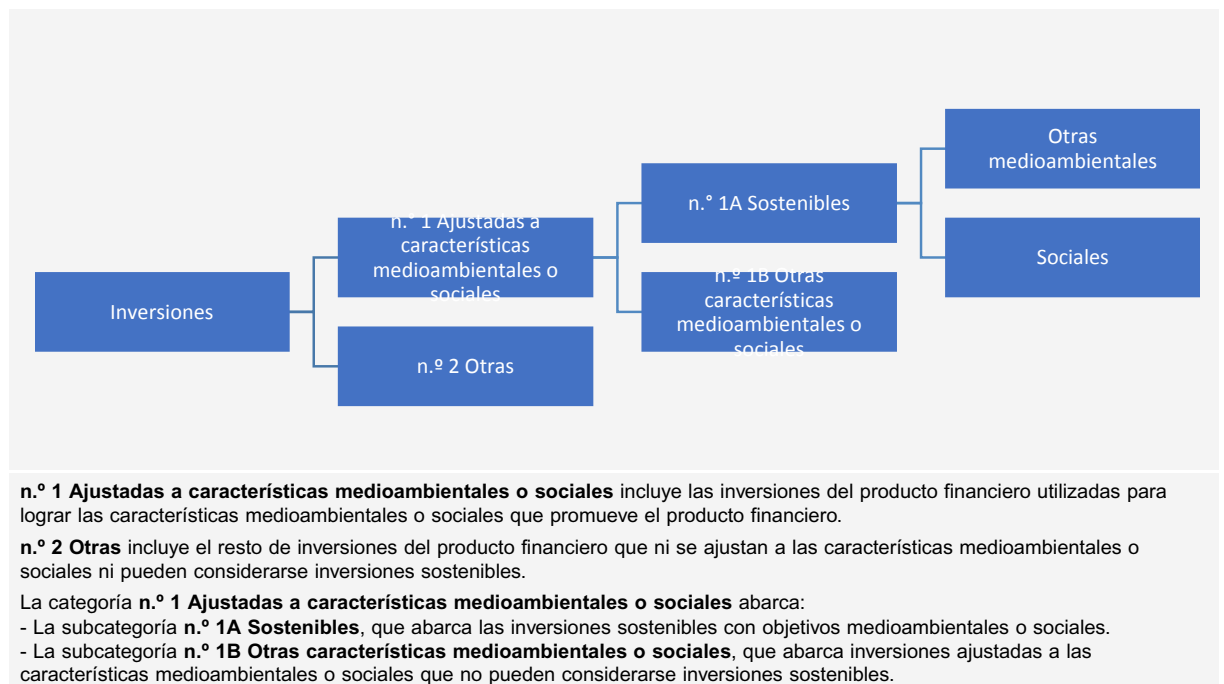 Otras
medioambientales
n.° 1A Sostenibles
n.° 1 Ajustadas a
características
medioambientales o
sociales
Sociales
n.º 1B Otras
características
medioambientales o
sociales
Inversiones
n.º 2 Otras
n.º 1 Ajustadas a características medioambientales o sociales incluye las inversiones del producto financiero utilizadas para
lograr las características medioambientales o sociales que promueve el producto financiero.
n.º 2 Otras incluye el resto de inversiones del producto financiero que ni se ajustan a las características medioambientales o
sociales ni pueden considerarse inversiones sostenibles.
La categoría n.º 1 Ajustadas a características medioambientales o sociales abarca:
- La subcategoría n.º 1A Sostenibles, que abarca las inversiones sostenibles con objetivos medioambientales o sociales.
- La subcategoría n.º 1B Otras características medioambientales o sociales, que abarca inversiones ajustadas a las
características medioambientales o sociales que no pueden considerarse inversiones sostenibles.